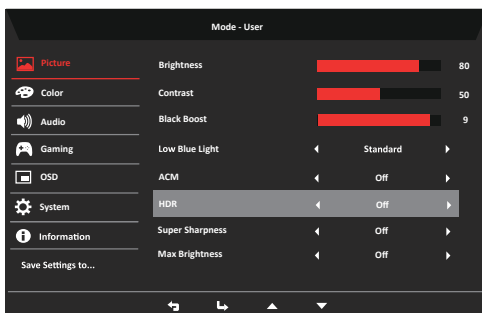 Mode - User
Picture
Brightness 80
Color
Contrast 50
Audio
Black Boost 9
Gaming
Low Blue Light Standard
OSD
ACM Off
System
HDR Off
Information
Super Sharpness Off
Save Settings to...
Max Brightness Off